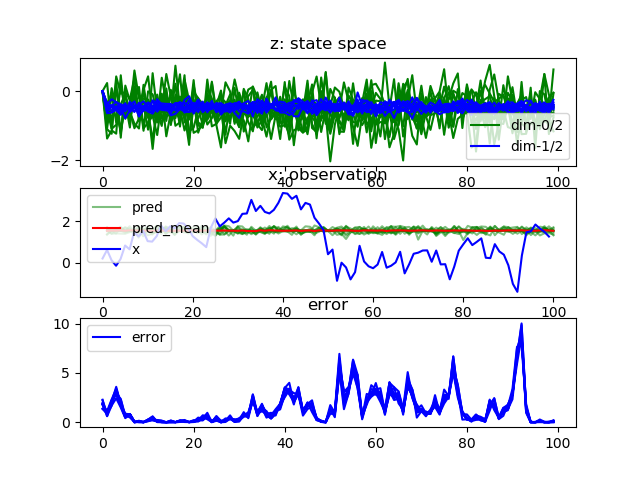 z: state space
0
−2
dim-0/2
dim-1/2
0 20 40 60 80 100
x: observation
2
0
pred
pred_mean
x
0 20 40 60 80 100
error
10
5
0
error
0 20 40 60 80 100